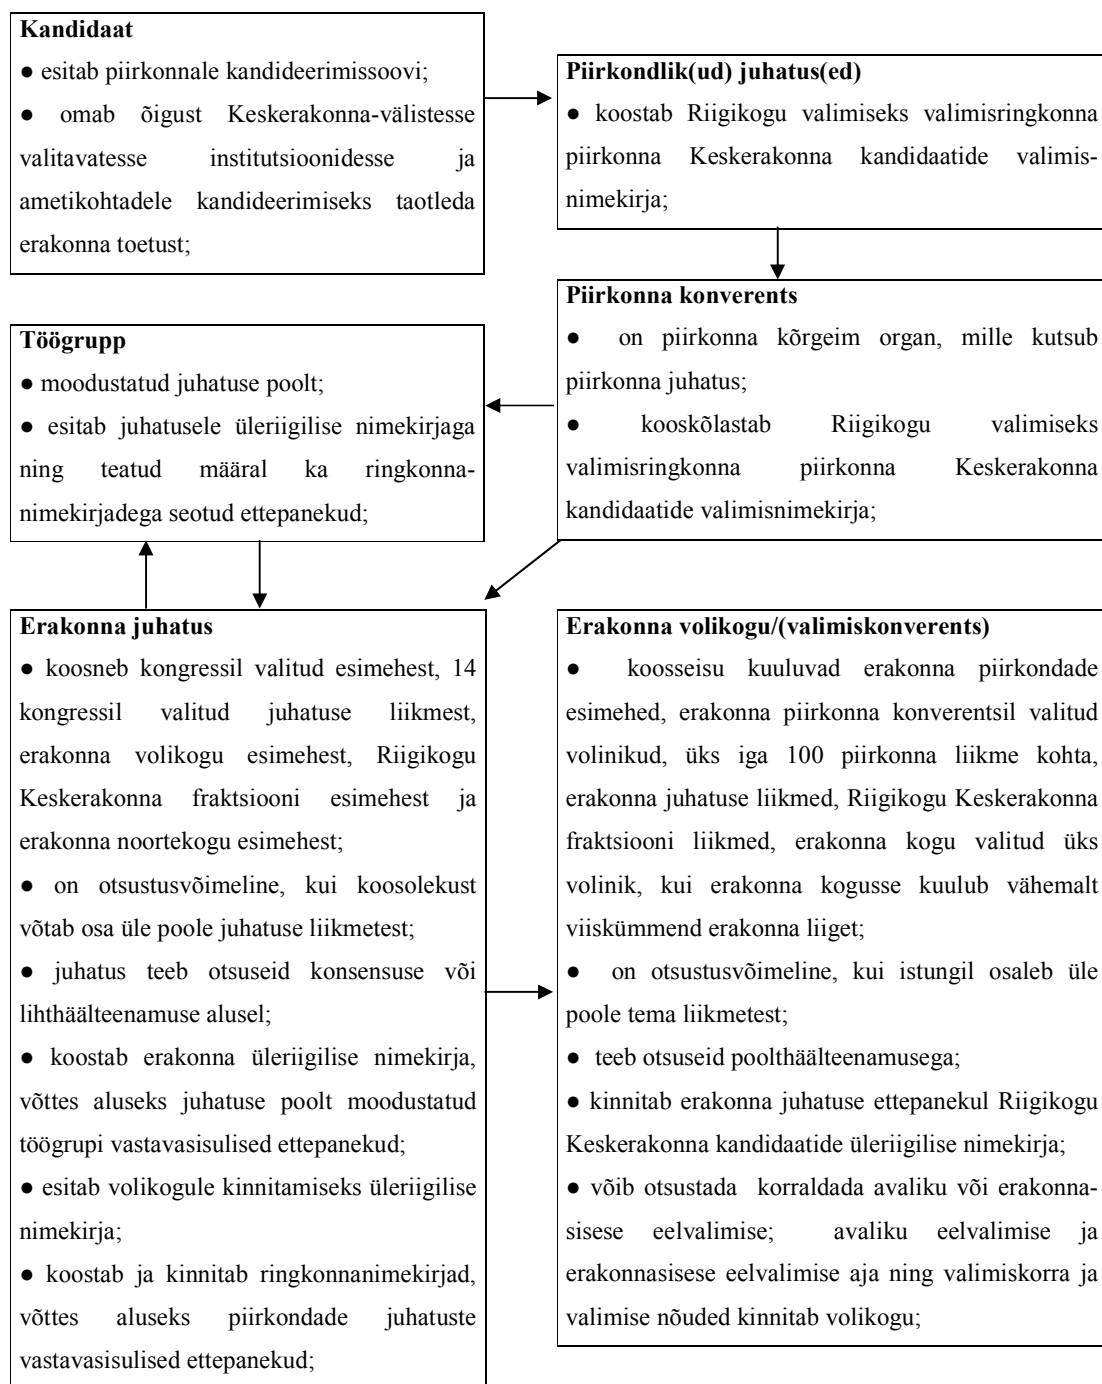 Kandidaat
● esitab piirkonnale kandideerimissoovi;
● omab õigust Keskerakonna-välistesse
valitavatesse institutsioonidesse ja
ametikohtadele kandideerimiseks taotleda
erakonna toetust;
Piirkondlik(ud) juhatus(ed)
● koostab Riigikogu valimiseks valimisringkonna
piirkonna Keskerakonna kandidaatide valimis-
nimekirja;
Piirkonna konverents
● on piirkonna kõrgeim organ, mille kutsub
piirkonna juhatus;
● kooskõlastab Riigikogu valimiseks
valimisringkonna piirkonna Keskerakonna
kandidaatide valimisnimekirja;
Töögrupp
● moodustatud juhatuse poolt;
● esitab juhatusele üleriigilise nimekirjaga
ning teatud määral ka ringkonna-
nimekirjadega seotud ettepanekud;
Erakonna juhatus
● koosneb kongressil valitud esimehest, 14
kongressil valitud juhatuse liikmest,
erakonna volikogu esimehest, Riigikogu
Keskerakonna fraktsiooni esimehest ja
erakonna noortekogu esimehest;
● on otsustusvõimeline, kui koosolekust
võtab osa üle poole juhatuse liikmetest;
● juhatus teeb otsuseid konsensuse või
lihthäälteenamuse alusel;
● koostab erakonna üleriigilise nimekirja,
võttes aluseks juhatuse poolt moodustatud
töögrupi vastavasisulised ettepanekud;
● esitab volikogule kinnitamiseks üleriigilise
nimekirja;
● koostab ja kinnitab ringkonnanimekirjad,
võttes aluseks piirkondade juhatuste
vastavasisulised ettepanekud;
Erakonna volikogu/(valimiskonverents)
● koosseisu kuuluvad erakonna piirkondade
esimehed, erakonna piirkonna konverentsil valitud
volinikud, üks iga 100 piirkonna liikme kohta,
erakonna juhatuse liikmed, Riigikogu Keskerakonna
fraktsiooni liikmed, erakonna kogu valitud üks
volinik, kui erakonna kogusse kuulub vähemalt
viiskümmend erakonna liiget;
● on otsustusvõimeline, kui istungil osaleb üle
poole tema liikmetest;
● teeb otsuseid poolthäälteenamusega;
● kinnitab erakonna juhatuse ettepanekul Riigikogu
Keskerakonna kandidaatide üleriigilise nimekirja;
● võib otsustada korraldada avaliku või erakonna-
sisese eelvalimise; avaliku eelvalimise ja
erakonnasisese eelvalimise aja ning valimiskorra ja
valimise nõuded kinnitab volikogu;